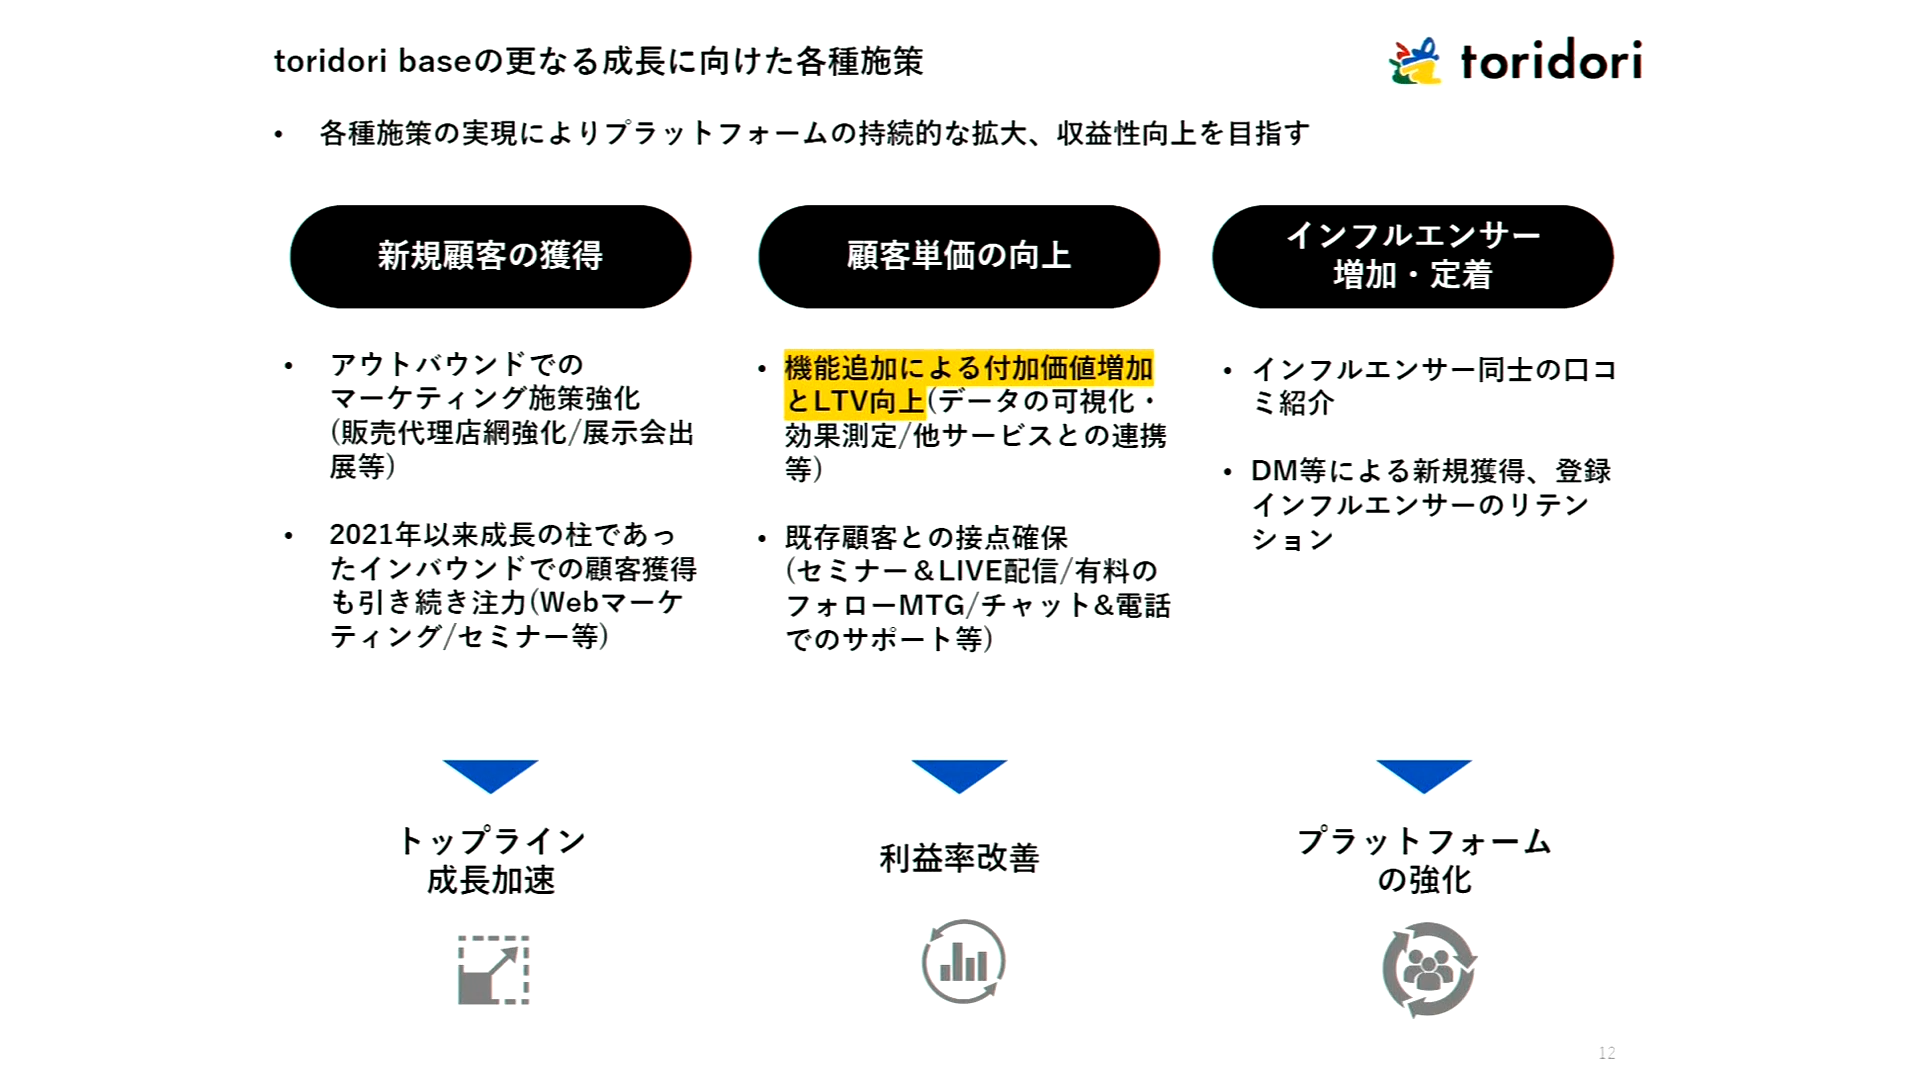 toridori baseの更なる成長に向けた各種施策
toridori
• 各種施策の実現によりプラットフォームの持続的な拡大、収益性向上を目指す
新規顧客の獲得
• アウトバウンドでの
マーケティング施策強化
(販売代理店網強化/展示会出
展等)
• 2021年以来成長の柱であっ
たインバウンドでの顧客獲得
も引き続き注力(Webマーケ
ティング/セミナー等)
トップライン
成長加速
顧客単価の向上
• 機能追加による付加価値増加
とLTV向上(データの可視化・
効果測定/他サービスとの連携
等)
• 既存顧客との接点確保
(セミナー＆LIVE配信/有料の
フォローMTG/チャット&電話
でのサポート等)
利益率改善
インフルエンサー
増加・定着
• インフルエンサー同士の口コ
ミ紹介
• DM等による新規獲得、登録
インフルエンサーのリテン
ション
プラットフォーム
の強化
12